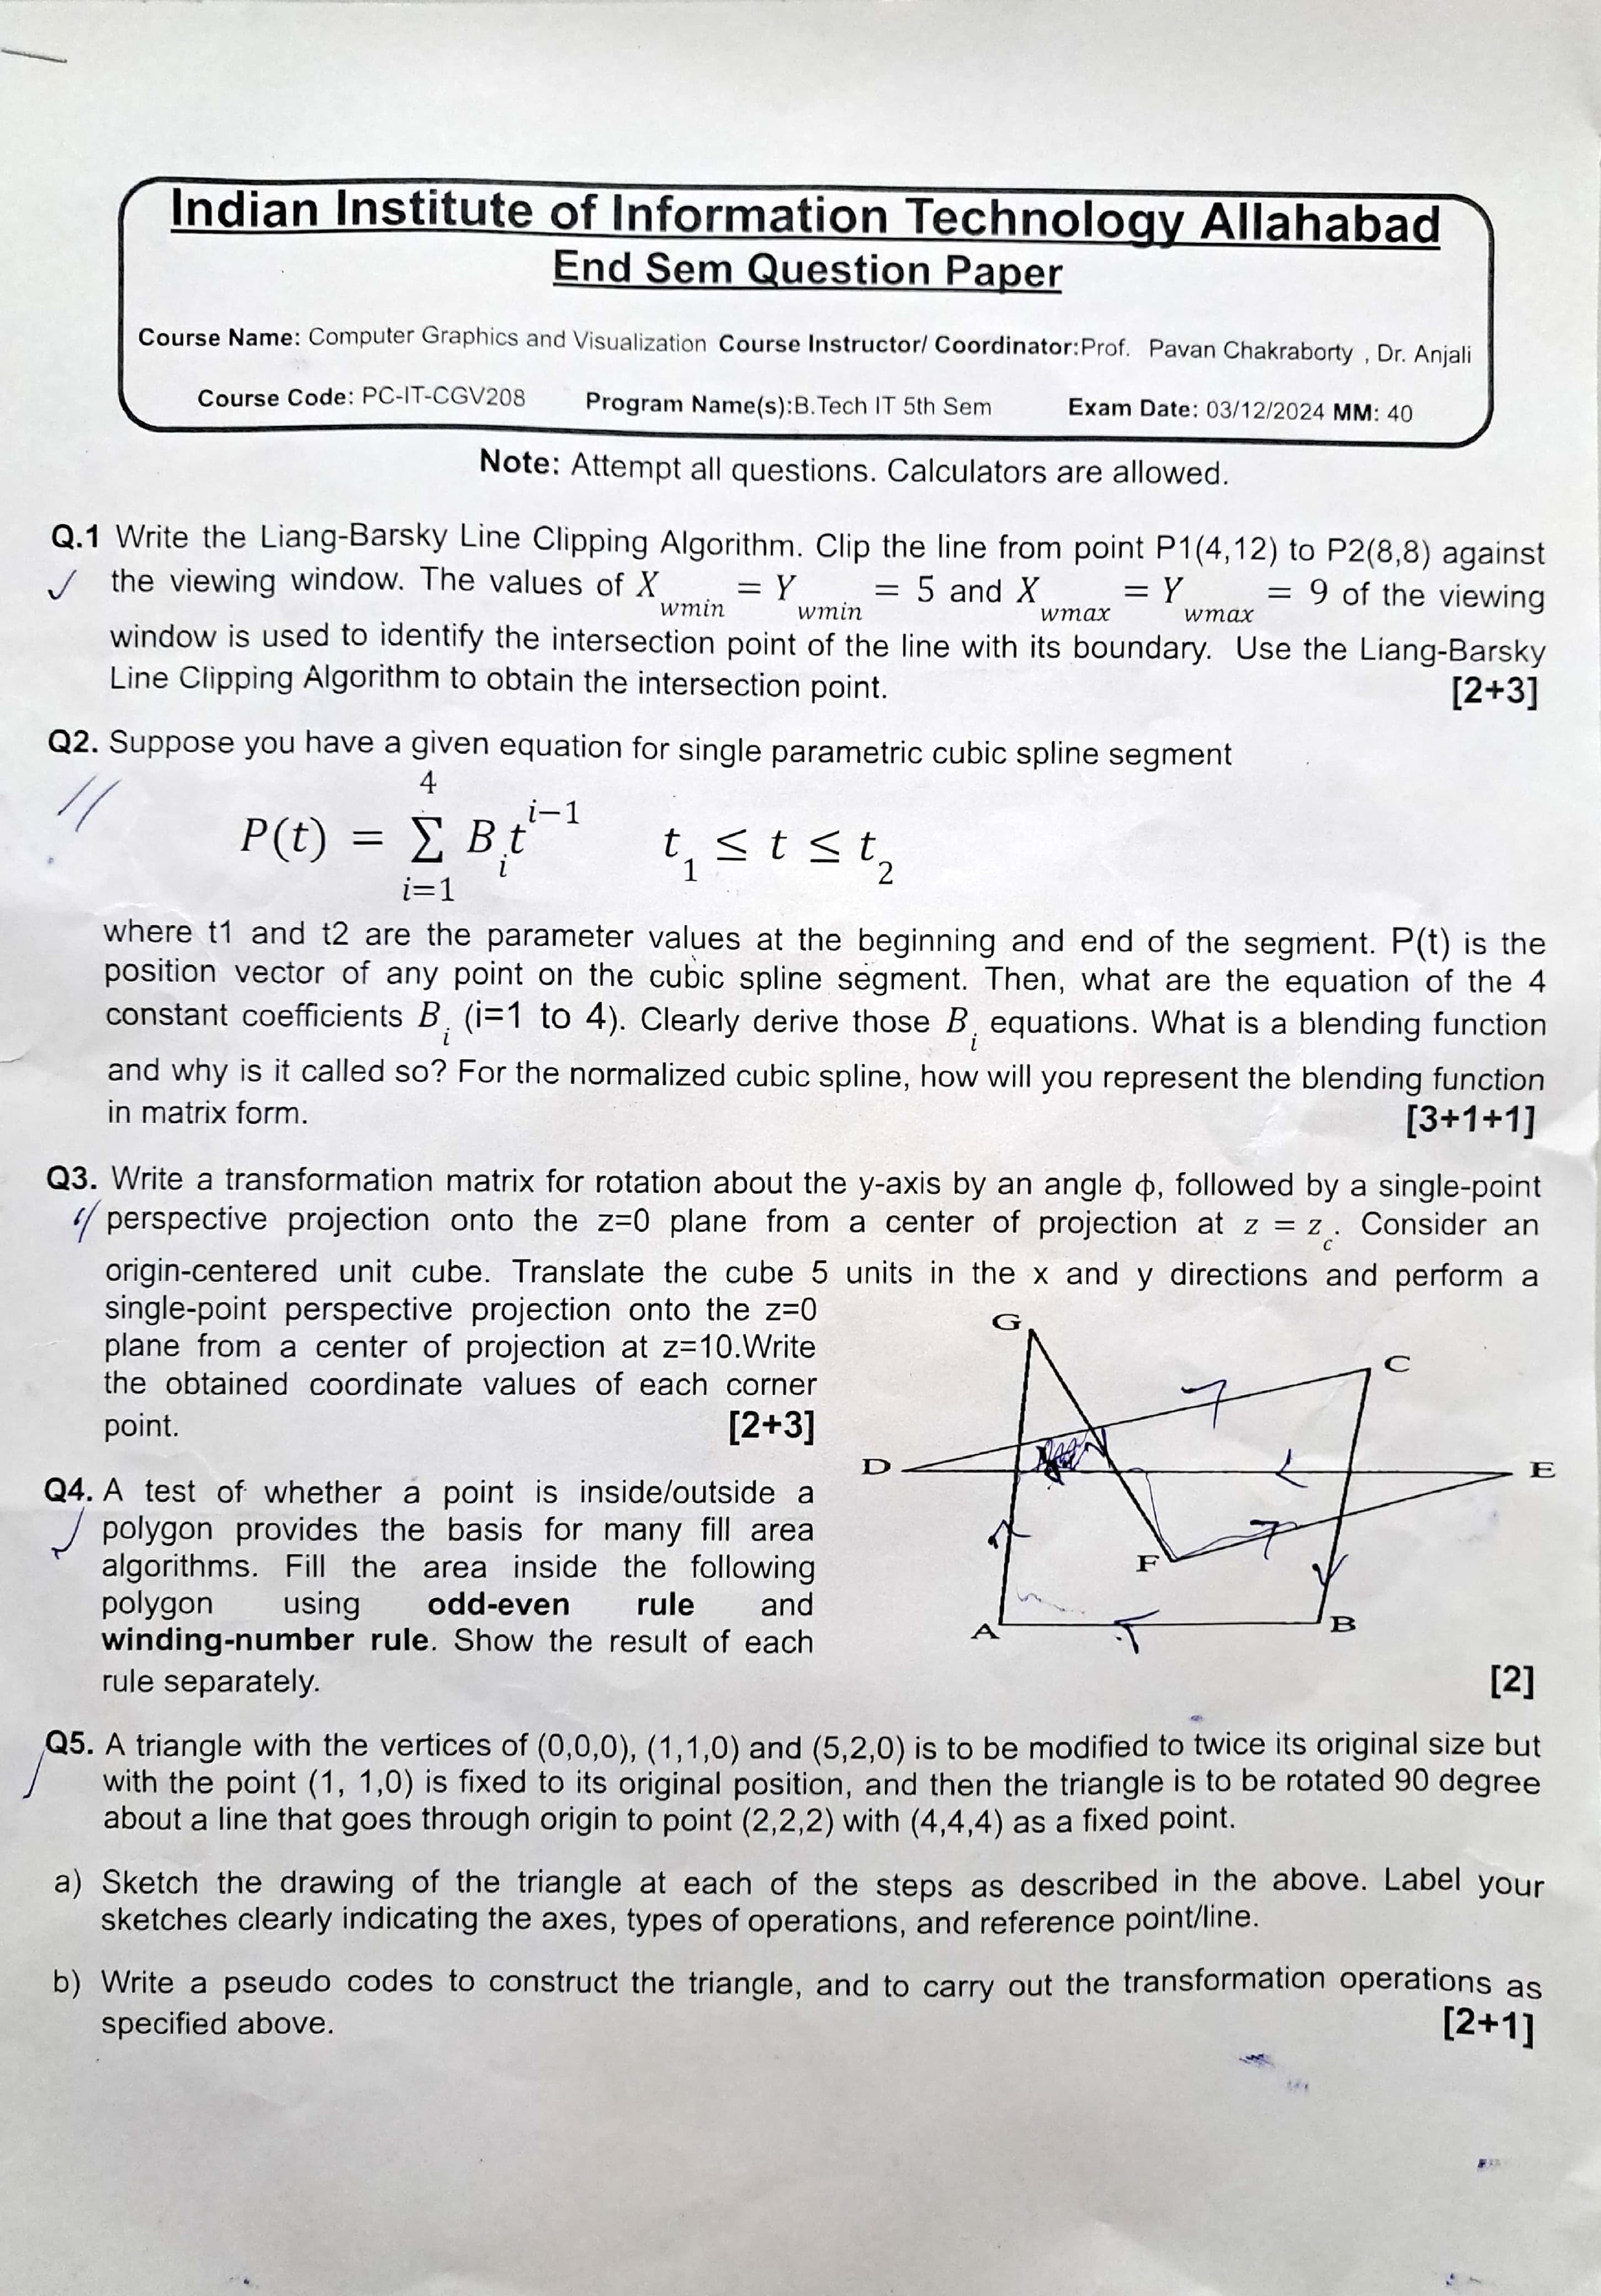 Indian Institute of Information Technology Allahabad
End Sem Question Paper
Course Name: Computer Graphics and Visualization Course Instructor/ Coordinator:Prof. Pavan Chakraborty , Dr. Anjali
Course Code: PC-IT-CGV208 Program Name(s):B.Tech IT 5th Sem Exam Date: 03/12/2024 MM: 40
Note: Attempt all questions. Calculators are allowed.
Q.1 Write the Liang-Barsky Line Clipping Algorithm. Clip the line from point P1(4,12) to P2(8,8) against
the viewing window. The values of X_wmin = Y_wmin = 5 and X_wmax = Y_wmax = 9 of the viewing
window is used to identify the intersection point of the line with its boundary. Use the Liang-Barsky
Line Clipping Algorithm to obtain the intersection point. [2+3]
Q2. Suppose you have a given equation for single parametric cubic spline segment
P(t) = Σ_{i=1}^{4} B_i t^{i−1} t_1 ≤ t ≤ t_2
where t1 and t2 are the parameter values at the beginning and end of the segment. P(t) is the
position vector of any point on the cubic spline segment. Then, what are the equation of the 4
constant coefficients B_i (i=1 to 4). Clearly derive those B_i equations. What is a blending function
and why is it called so? For the normalized cubic spline, how will you represent the blending function
in matrix form. [3+1+1]
Q3. Write a transformation matrix for rotation about the y-axis by an angle ϕ, followed by a single-point
perspective projection onto the z=0 plane from a center of projection at z = z_c. Consider an
origin-centered unit cube. Translate the cube 5 units in the x and y directions and perform a
single-point perspective projection onto the z=0
plane from a center of projection at z=10.Write
the obtained coordinate values of each corner
point. [2+3]
G
C
D
E
F
A
B
Q4. A test of whether a point is inside/outside a
polygon provides the basis for many fill area
algorithms. Fill the area inside the following
polygon using odd-even rule and
winding-number rule. Show the result of each
rule separately. [2]
Q5. A triangle with the vertices of (0,0,0), (1,1,0) and (5,2,0) is to be modified to twice its original size but
with the point (1, 1,0) is fixed to its original position, and then the triangle is to be rotated 90 degree
about a line that goes through origin to point (2,2,2) with (4,4,4) as a fixed point.
a) Sketch the drawing of the triangle at each of the steps as described in the above. Label your
sketches clearly indicating the axes, types of operations, and reference point/line.
b) Write a pseudo codes to construct the triangle, and to carry out the transformation operations as
specified above. [2+1]